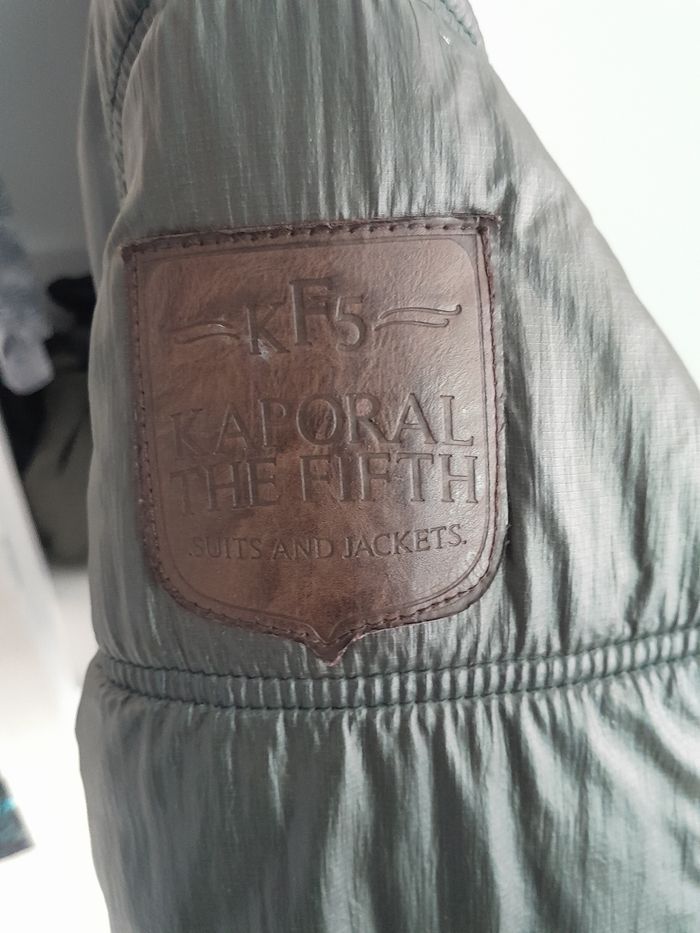 KF5
KAPORAL
THE FIFTH
.SUITS AND JACKETS.